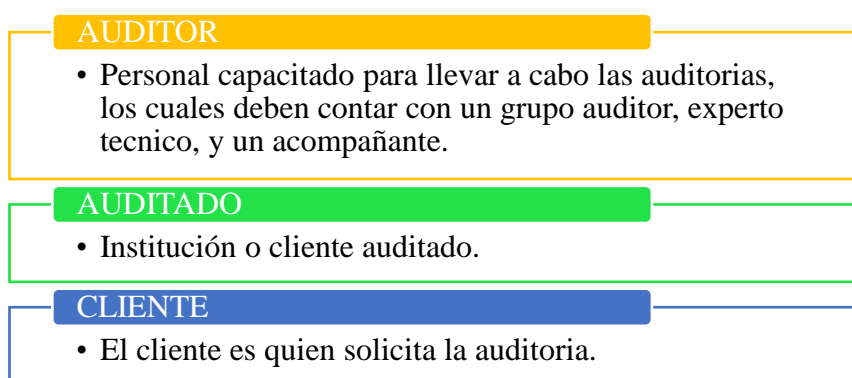 AUDITOR
• Personal capacitado para llevar a cabo las auditorias,
los cuales deben contar con un grupo auditor, experto
tecnico, y un acompañante.
AUDITADO
• Institución o cliente auditado.
CLIENTE
• El cliente es quien solicita la auditoria.